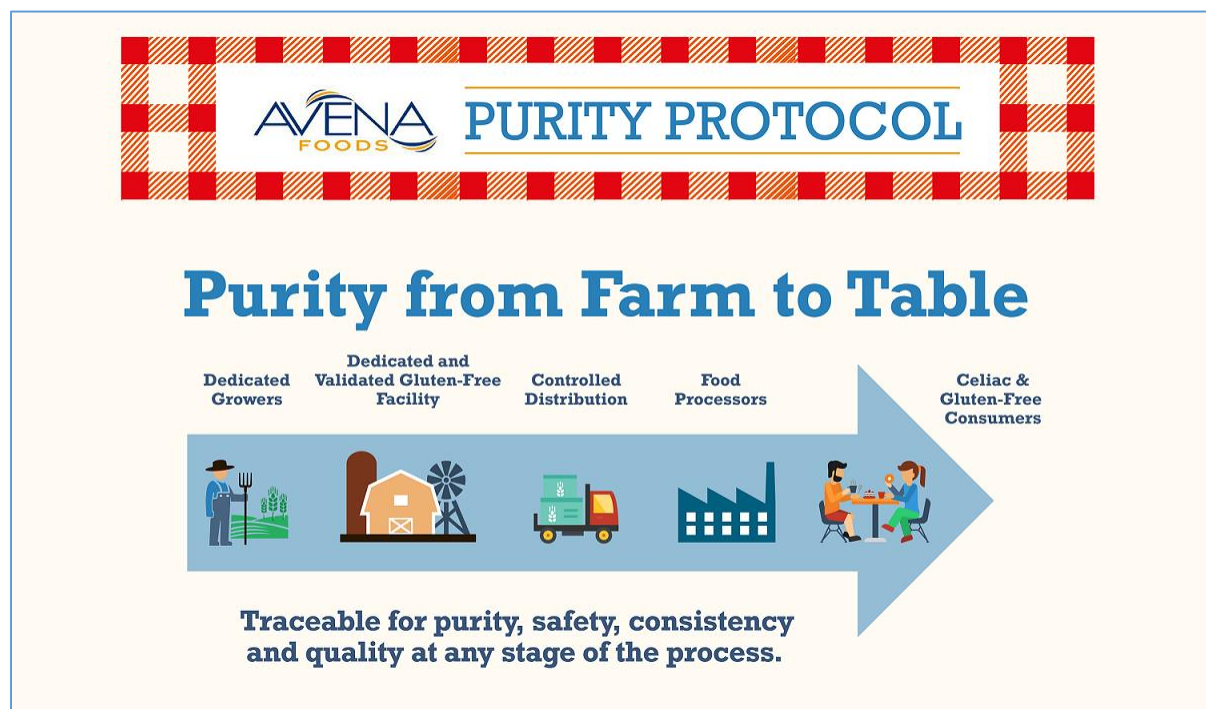 AVENA
FOODS
PURITY PROTOCOL
Purity from Farm to Table
Dedicated
Growers
Dedicated and
Validated Gluten-Free
Facility
Controlled
Distribution
Food
Processors
Celiac &
Gluten-Free
Consumers
Traceable for purity, safety, consistency
and quality at any stage of the process.